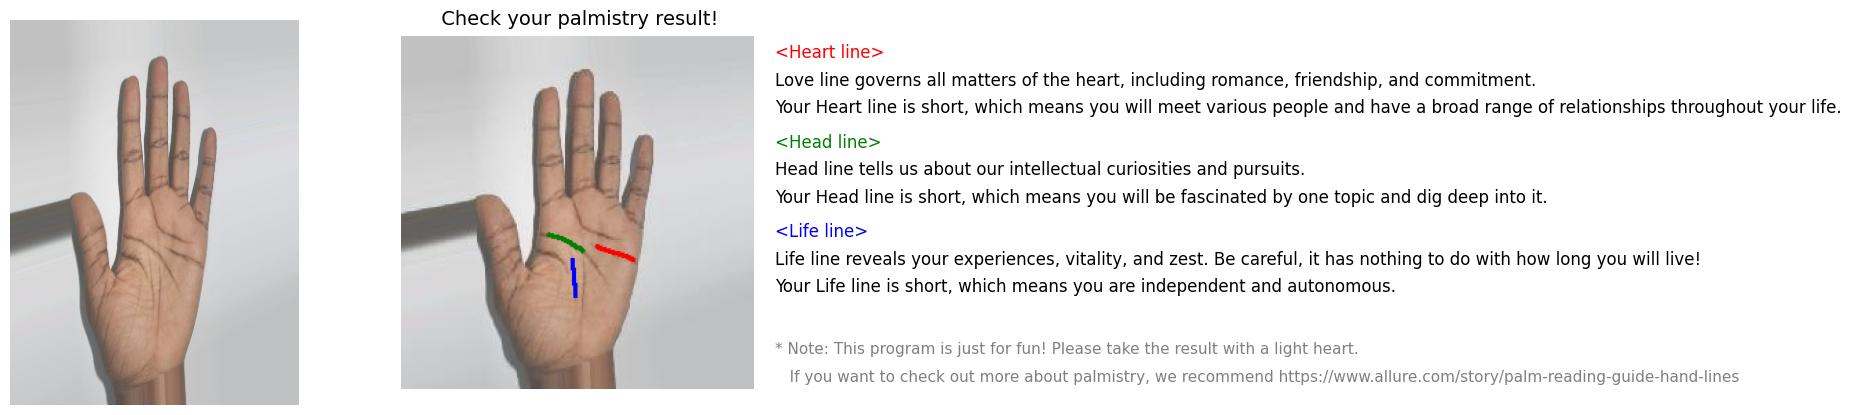 Check your palmistry result!
<Heart line>
Love line governs all matters of the heart, including romance, friendship, and commitment.
Your Heart line is short, which means you will meet various people and have a broad range of relationships throughout your life.
<Head line>
Head line tells us about our intellectual curiosities and pursuits.
Your Head line is short, which means you will be fascinated by one topic and dig deep into it.
<Life line>
Life line reveals your experiences, vitality, and zest. Be careful, it has nothing to do with how long you will live!
Your Life line is short, which means you are independent and autonomous.
* Note: This program is just for fun! Please take the result with a light heart.
If you want to check out more about palmistry, we recommend https://www.allure.com/story/palm-reading-guide-hand-lines